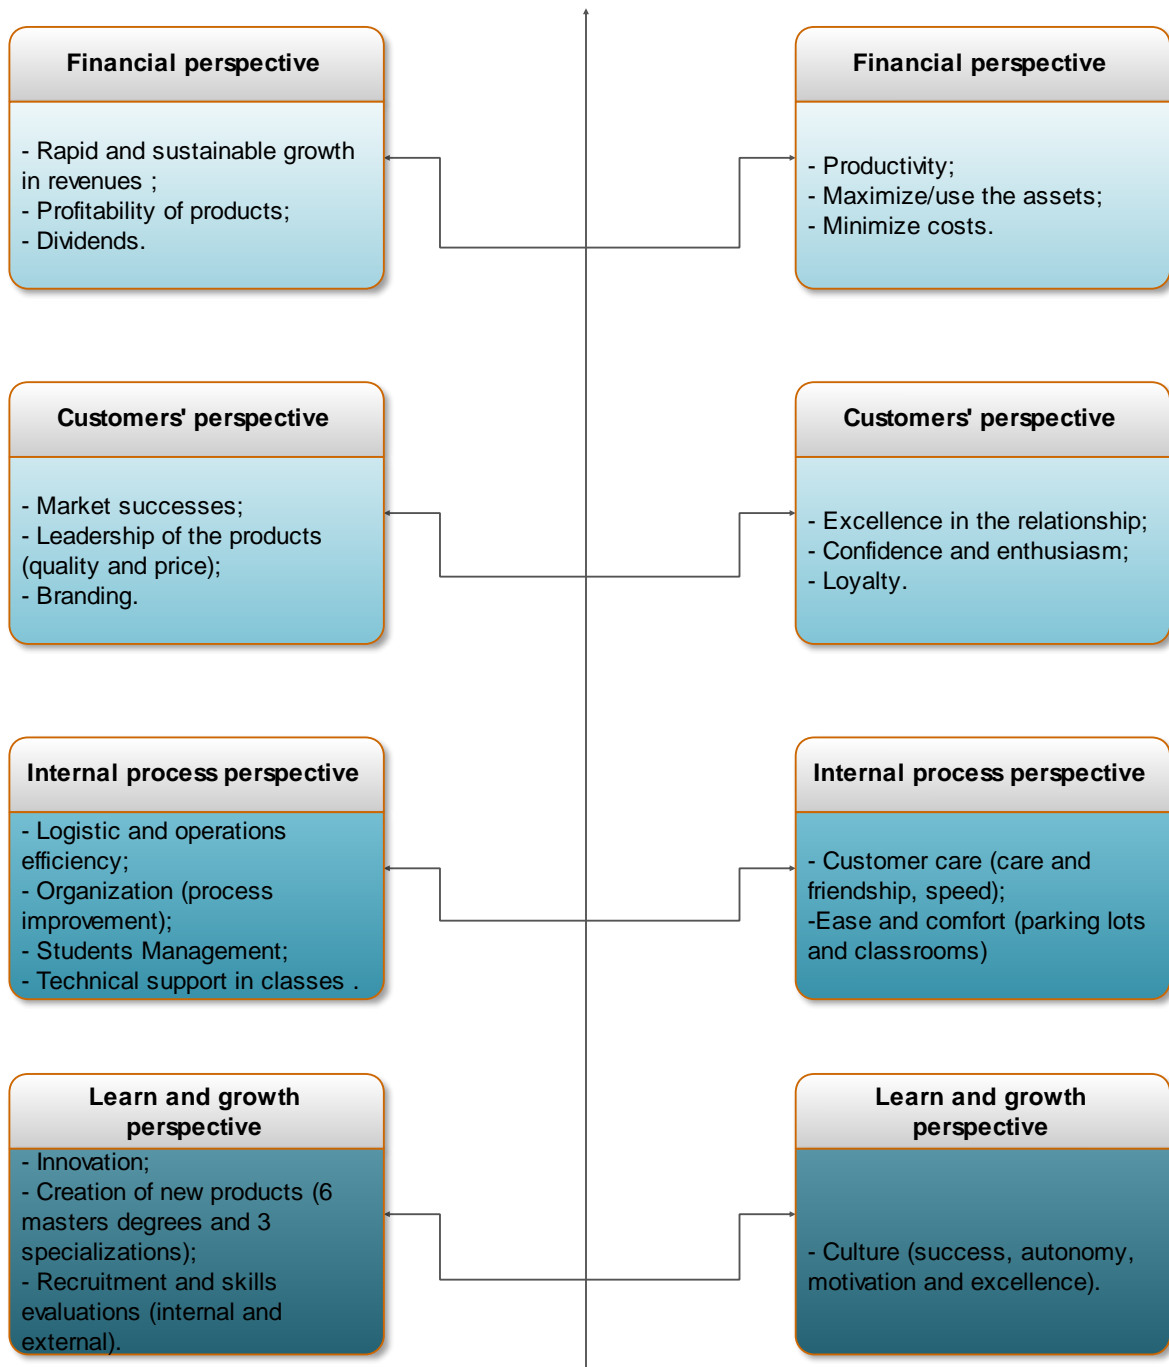 Financial perspective
- Rapid and sustainable growth
in revenues ;
- Profitability of products;
- Dividends.
Financial perspective
- Productivity;
- Maximize/use the assets;
- Minimize costs.
Customers' perspective
- Market successes;
- Leadership of the products
(quality and price);
- Branding.
Customers' perspective
- Excellence in the relationship;
- Confidence and enthusiasm;
- Loyalty.
Internal process perspective
- Logistic and operations
efficiency;
- Organization (process
improvement);
- Students Management;
- Technical support in classes .
Internal process perspective
- Customer care (care and
friendship, speed);
-Ease and comfort (parking lots
and classrooms)
Learn and growth
perspective
- Innovation;
- Creation of new products (6
masters degrees and 3
specializations);
- Recruitment and skills
evaluations (internal and
external).
Learn and growth
perspective
- Culture (success, autonomy,
motivation and excellence).